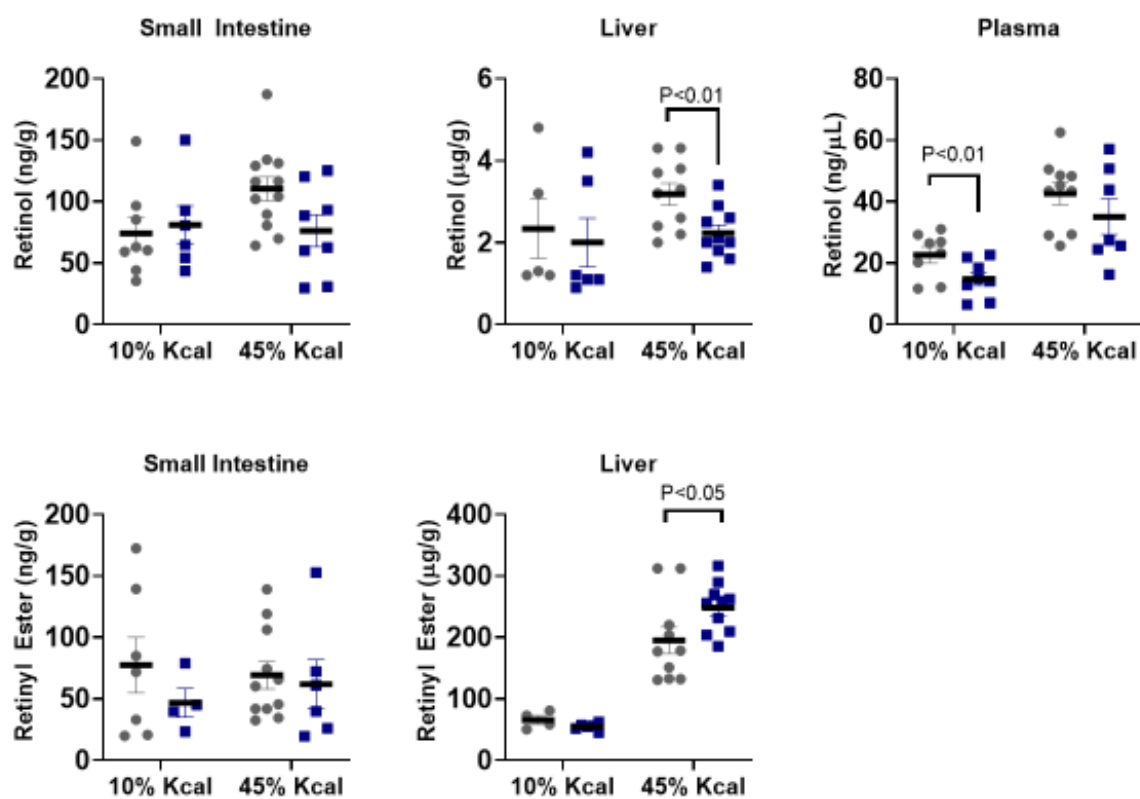 Small Intestine
Liver
Plasma
Retinol (ng/g)
200
150
100
50
0
10% Kcal
45% Kcal
Retinol (µg/g)
6
4
2
0
P<0.01
10% Kcal
45% Kcal
Retinol (ng/µL)
80
60
40
20
0
P<0.01
10% Kcal
45% Kcal
Small Intestine
Liver
Retinyl Ester (ng/g)
200
150
100
50
0
10% Kcal
45% Kcal
Retinyl Ester (µg/g)
400
300
200
100
0
P<0.05
10% Kcal
45% Kcal